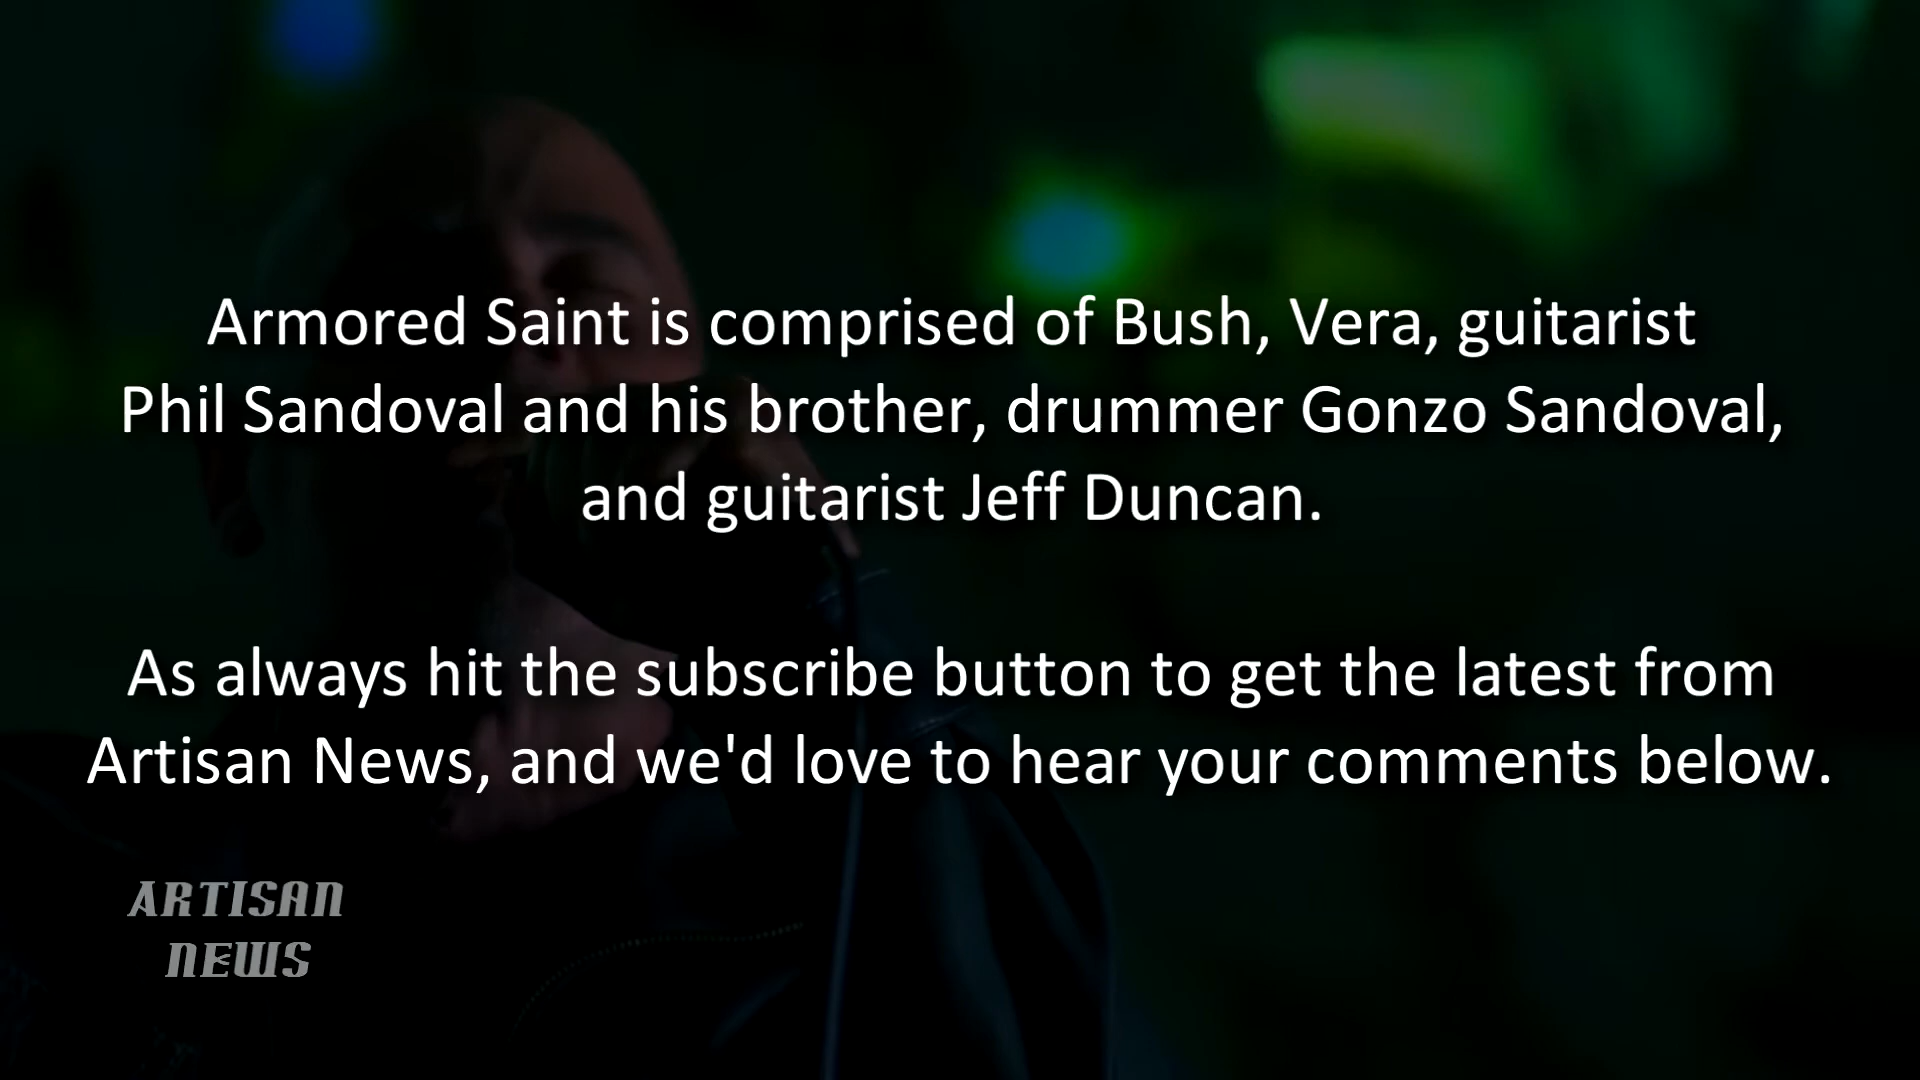 Armored Saint is comprised of Bush, Vera, guitarist
Phil Sandoval and his brother, drummer Gonzo Sandoval,
and guitarist Jeff Duncan.
As always hit the subscribe button to get the latest from
Artisan News, and we'd love to hear your comments below.
ARTISAN
NEWS